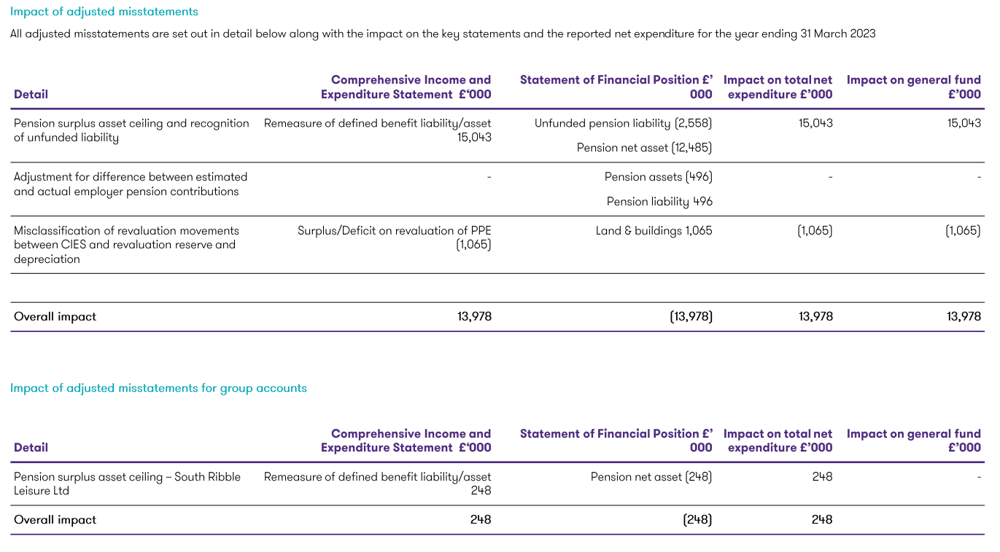 Impact of adjusted misstatements
All adjusted misstatements are set out in detail below along with the impact on the key statements and the reported net expenditure for the year ending 31 March 2023
Detail
Comprehensive Income and
Expenditure Statement £‘000
Statement of Financial Position £’
000
Impact on total net
expenditure £’000
Impact on general fund
£’000
Pension surplus asset ceiling and recognition
of unfunded liability
Remeasure of defined benefit liability/asset
15,043
Unfunded pension liability (2,558)
Pension net asset (12,485)
15,043
15,043
Adjustment for difference between estimated
and actual employer pension contributions
-
Pension assets (496)
Pension liability 496
-
-
Misclassification of revaluation movements
between CIES and revaluation reserve and
depreciation
Surplus/Deficit on revaluation of PPE
(1,065)
Land & buildings 1,065
(1,065)
(1,065)
Overall impact
13,978
(13,978)
13,978
13,978
Impact of adjusted misstatements for group accounts
Detail
Comprehensive Income and
Expenditure Statement £‘000
Statement of Financial Position £’
000
Impact on total net
expenditure £’000
Impact on general fund
£’000
Pension surplus asset ceiling – South Ribble
Leisure Ltd
Remeasure of defined benefit liability/asset
248
Pension net asset (248)
248
-
Overall impact
248
(248)
248